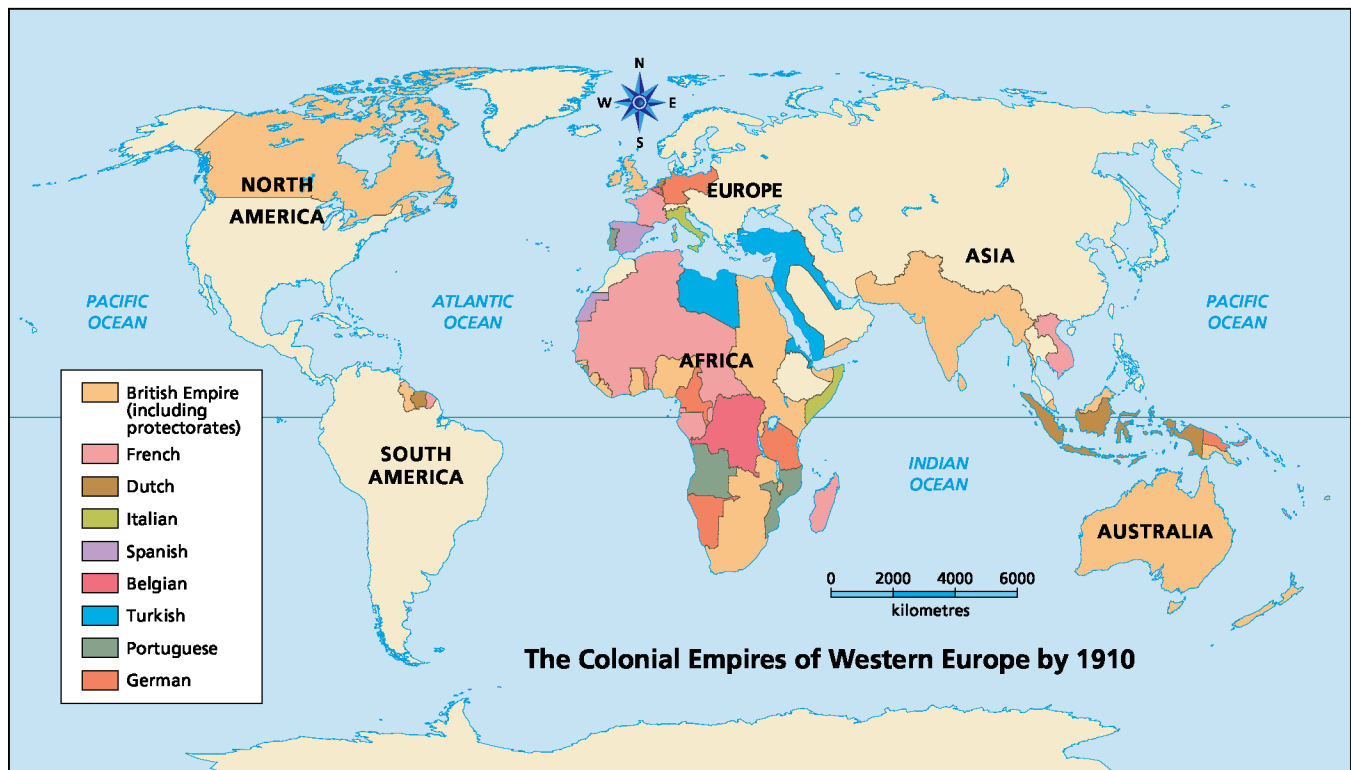 N
W
E
S
NORTH
AMERICA
EUROPE
ASIA
PACIFIC
OCEAN
ATLANTIC
OCEAN
PACIFIC
OCEAN
AFRICA
SOUTH
AMERICA
INDIAN
OCEAN
AUSTRALIA
British Empire
(including
protectorates)
French
Dutch
Italian
Spanish
Belgian
Turkish
Portuguese
German
0 2000 4000 6000
kilometres
The Colonial Empires of Western Europe by 1910